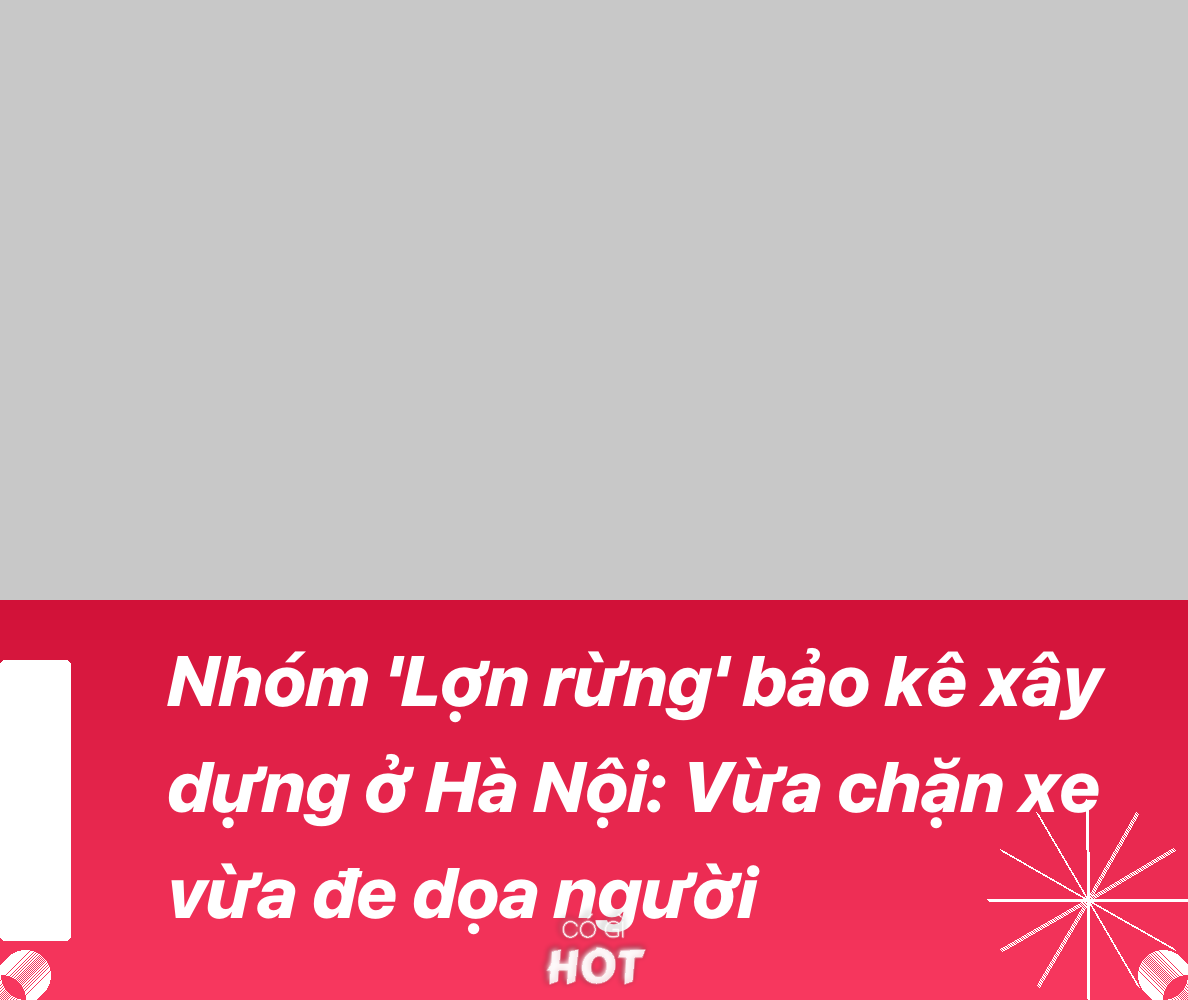 Nhóm 'Lợn rừng' bảo kê xây
dựng ở Hà Nội: Vừa chặn xe
vừa đe dọa người
CÓ GÌ
HOT